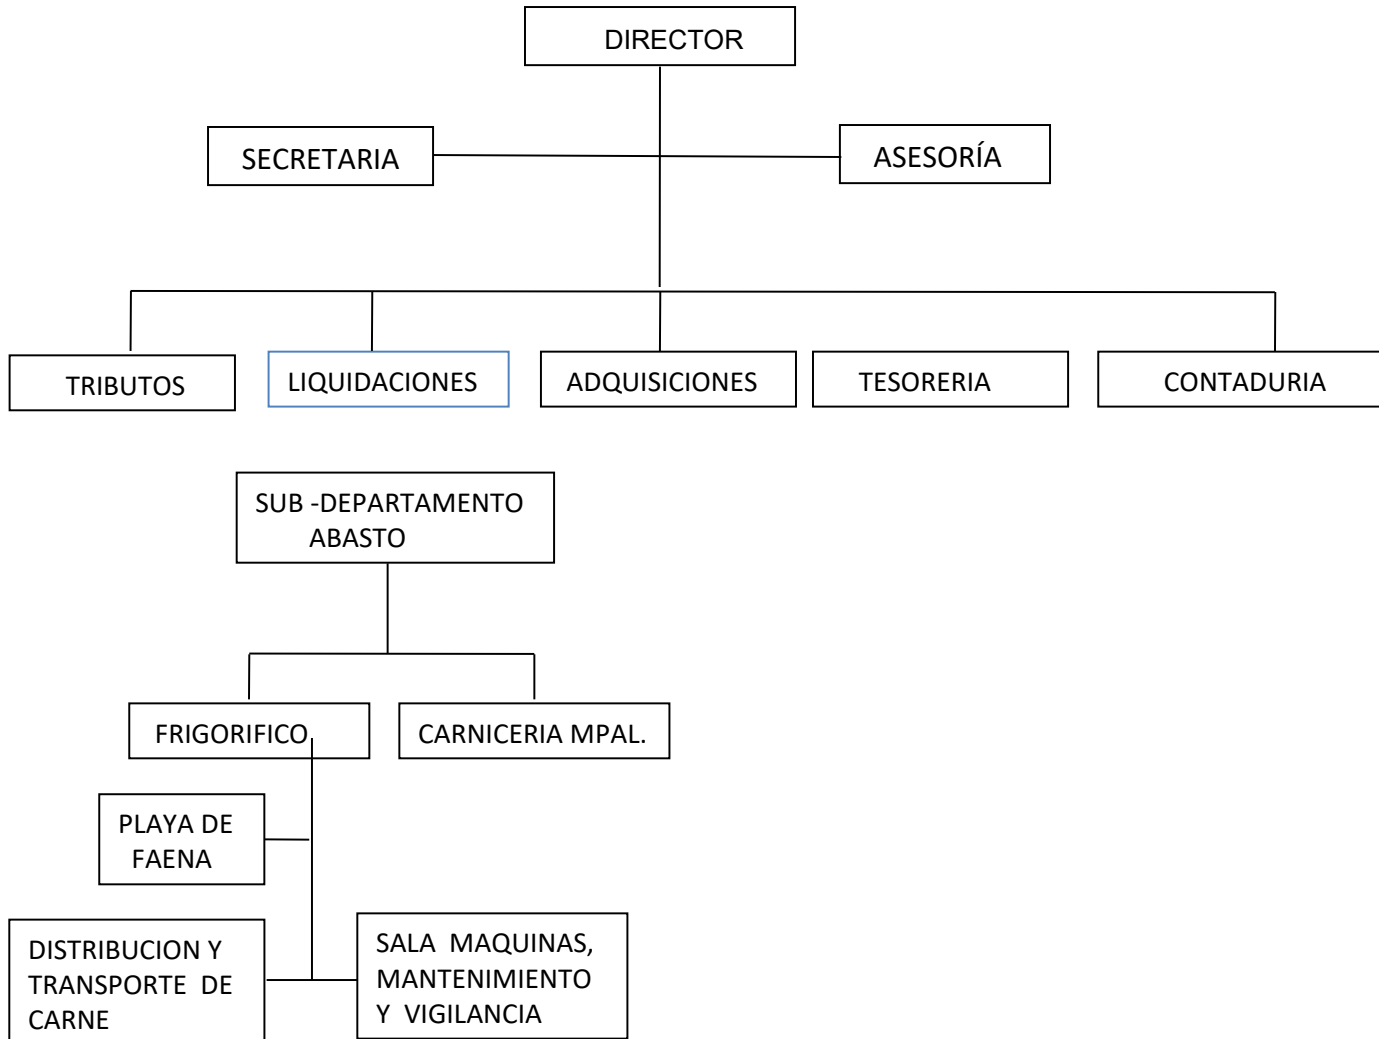 DIRECTOR
SECRETARIA
ASESORÍA
TRIBUTOS
LIQUIDACIONES
ADQUISICIONES
TESORERIA
CONTADURIA
SUB -DEPARTAMENTO
ABASTO
FRIGORIFICO
CARNICERIA MPAL.
PLAYA DE
FAENA
DISTRIBUCION Y
TRANSPORTE DE
CARNE
SALA MAQUINAS,
MANTENIMIENTO
Y VIGILANCIA